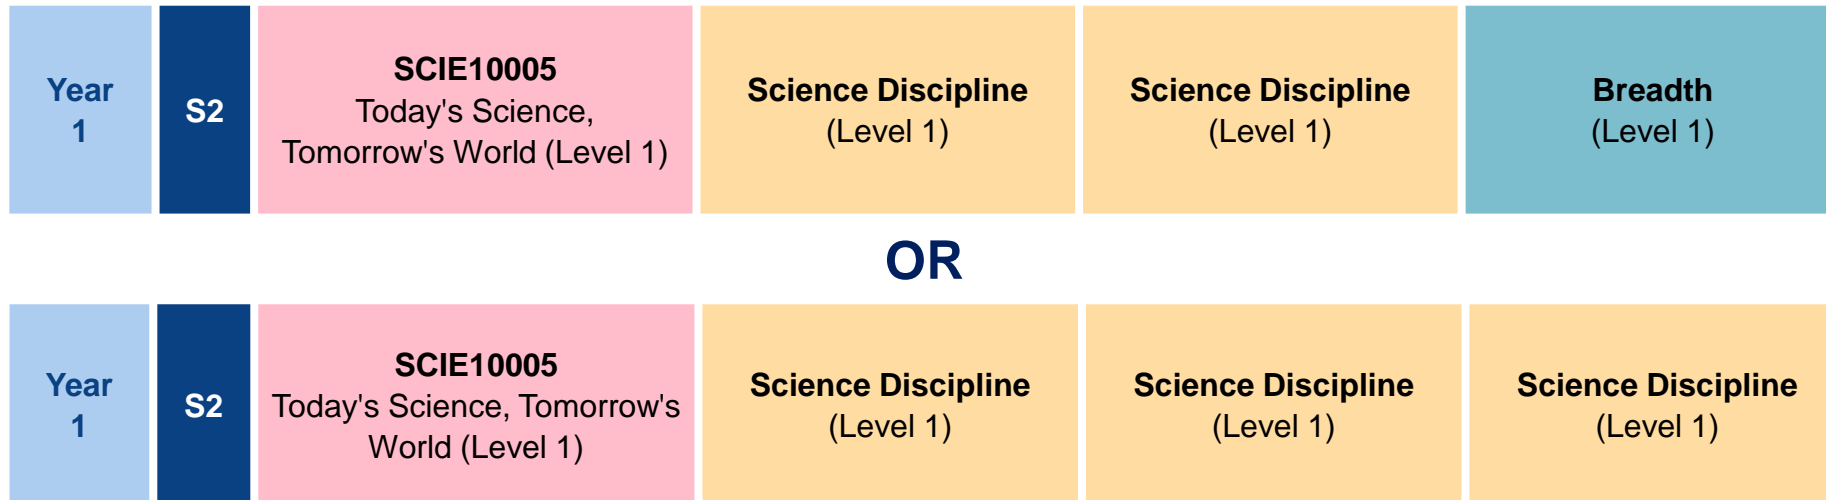 Year
1
S2
SCIE10005
Today's Science,
Tomorrow's World (Level 1)
Science Discipline
(Level 1)
Science Discipline
(Level 1)
Breadth
(Level 1)
OR
Year
1
S2
SCIE10005
Today's Science, Tomorrow's
World (Level 1)
Science Discipline
(Level 1)
Science Discipline
(Level 1)
Science Discipline
(Level 1)